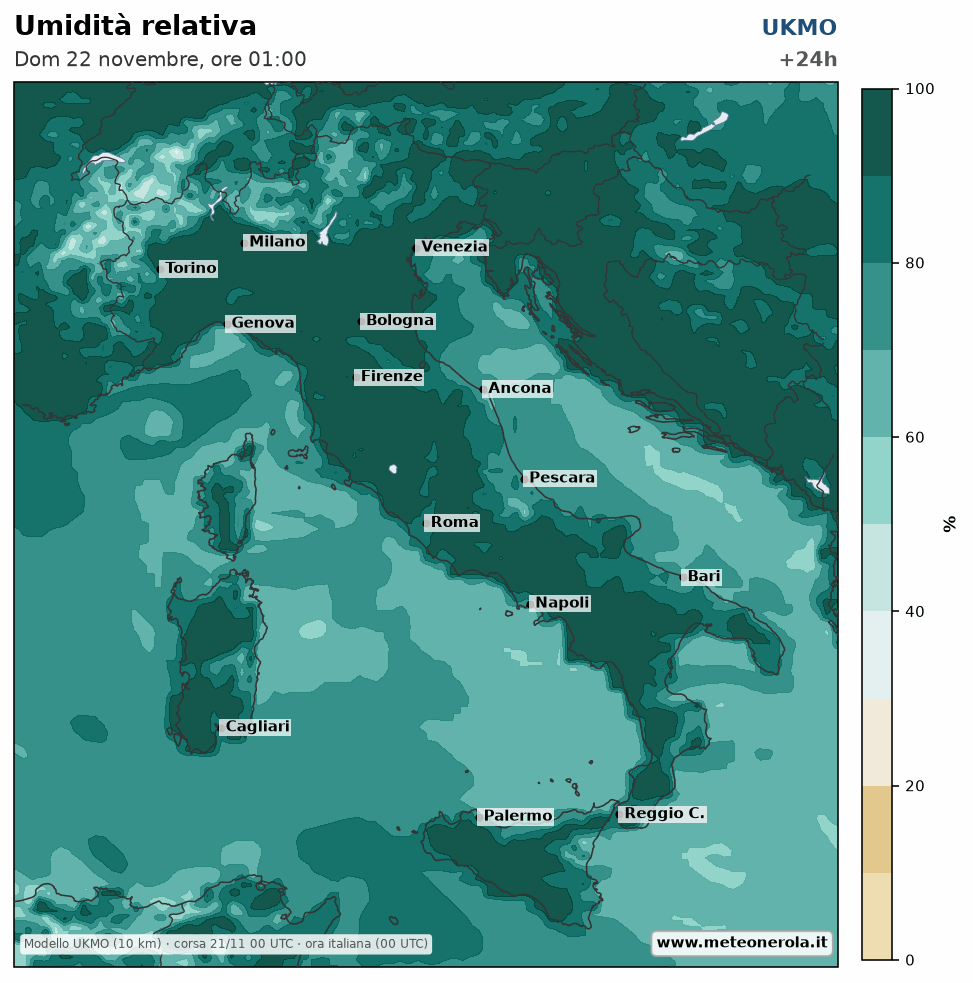 Umidità relativa
UKMO
Dom 22 novembre, ore 01:00
+24h
100
80
60
40
20
0
%
Milano
Venezia
Torino
Genova
Bologna
Firenze
Ancona
Pescara
Roma
Bari
Napoli
Cagliari
Palermo
Reggio C.
Modello UKMO (10 km) · corsa 21/11 00 UTC · ora italiana (00 UTC)
www.meteonerola.it